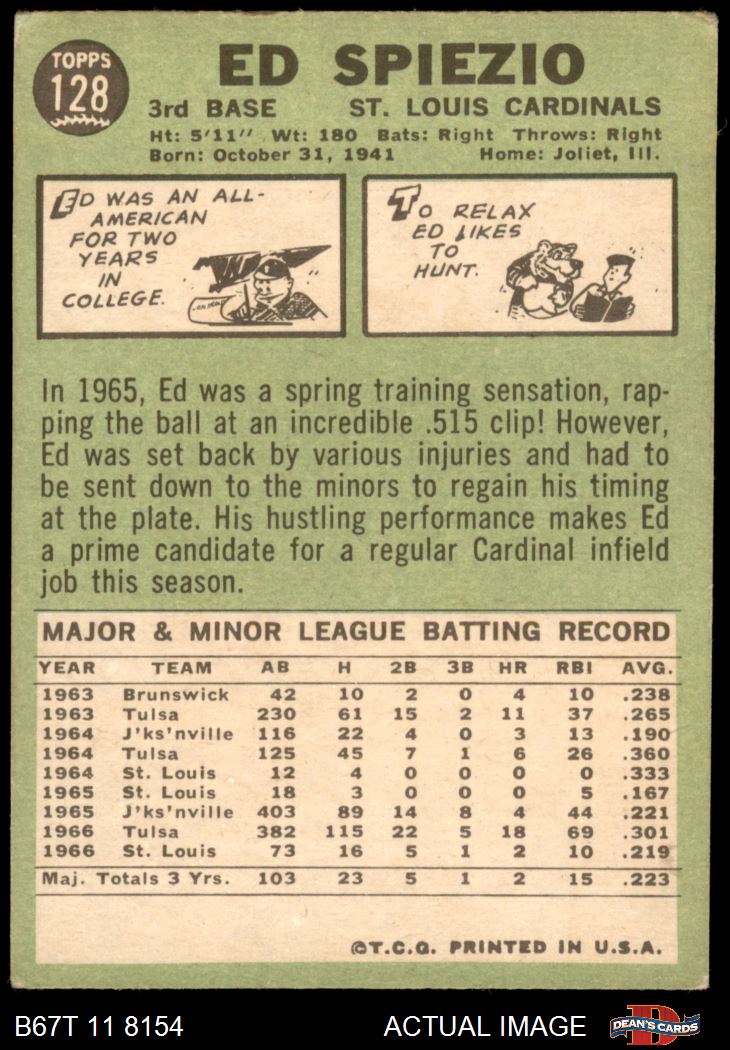 TOPPS
128
ED SPIEZIO
3rd BASE ST. LOUIS CARDINALS
Ht: 5'11" Wt: 180 Bats: Right Throws: Right
Born: October 31, 1941 Home: Joliet, Ill.
ED WAS AN ALL-
AMERICAN
FOR TWO
YEARS
IN
COLLEGE.
TO RELAX
ED LIKES
TO
HUNT.
In 1965, Ed was a spring training sensation, rap-
ping the ball at an incredible .515 clip! However,
Ed was set back by various injuries and had to
be sent down to the minors to regain his timing
at the plate. His hustling performance makes Ed
a prime candidate for a regular Cardinal infield
job this season.
MAJOR & MINOR LEAGUE BATTING RECORD
YEAR TEAM AB H 2B 3B HR RBI AVG.
1963 Brunswick 42 10 2 0 4 10 .238
1963 Tulsa 230 61 15 2 11 37 .265
1964 J'ks'nville 116 22 4 0 3 13 .190
1964 Tulsa 125 45 7 1 6 26 .360
1964 St. Louis 12 4 0 0 0 0 .333
1965 St. Louis 18 3 0 0 0 5 .167
1965 J'ks'nville 403 89 14 8 4 44 .221
1966 Tulsa 382 115 22 5 18 69 .301
1966 St. Louis 73 16 5 1 2 10 .219
Maj. Totals 3 Yrs. 103 23 5 1 2 15 .223
©T.C.G. PRINTED IN U.S.A.
B67T 11 8154 ACTUAL IMAGE
DEAN'S CARDS